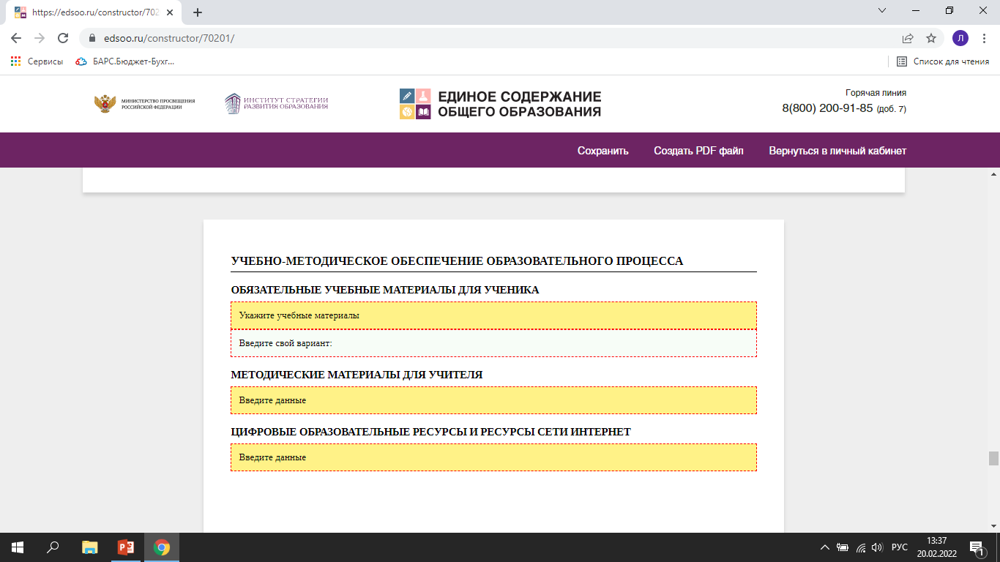 https://edsoo.ru/constructor/702
edsoo.ru/constructor/70201/
Л
Сервисы
БАРС.Бюджет-Бухг...
Список для чтения
МИНИСТЕРСТВО ПРОСВЕЩЕНИЯ
РОССИЙСКОЙ ФЕДЕРАЦИИ
ИНСТИТУТ СТРАТЕГИИ
РАЗВИТИЯ ОБРАЗОВАНИЯ
ЕДИНОЕ СОДЕРЖАНИЕ
ОБЩЕГО ОБРАЗОВАНИЯ
Горячая линия
8(800) 200-91-85 (доб. 7)
Сохранить
Создать PDF файл
Вернуться в личный кабинет
УЧЕБНО-МЕТОДИЧЕСКОЕ ОБЕСПЕЧЕНИЕ ОБРАЗОВАТЕЛЬНОГО ПРОЦЕССА
ОБЯЗАТЕЛЬНЫЕ УЧЕБНЫЕ МАТЕРИАЛЫ ДЛЯ УЧЕНИКА
Укажите учебные материалы
Введите свой вариант:
МЕТОДИЧЕСКИЕ МАТЕРИАЛЫ ДЛЯ УЧИТЕЛЯ
Введите данные
ЦИФРОВЫЕ ОБРАЗОВАТЕЛЬНЫЕ РЕСУРСЫ И РЕСУРСЫ СЕТИ ИНТЕРНЕТ
Введите данные
РУС
13:37
20.02.2022
1